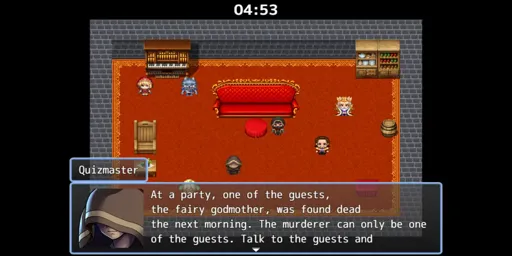 04:53
Quizmaster
At a party, one of the guests,
the fairy godmother, was found dead
the next morning. The murderer can only be one
of the guests. Talk to the guests and